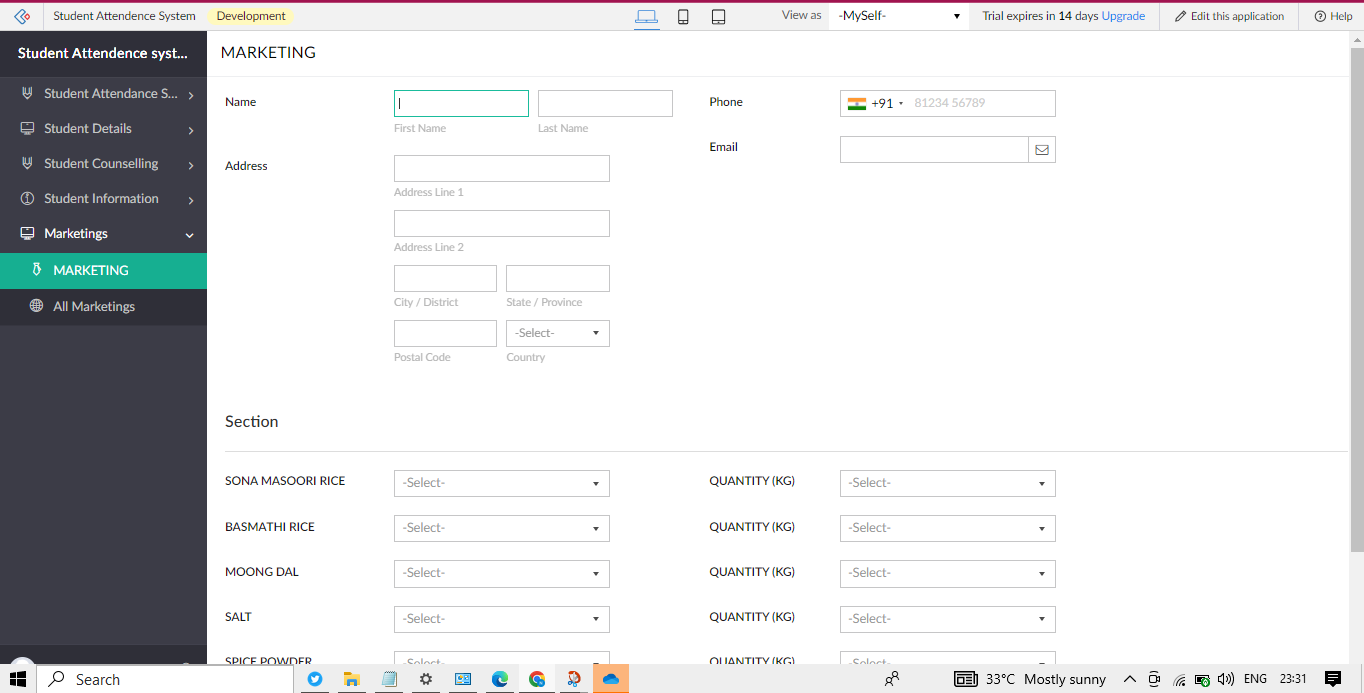 Student Attendence System Development View as -MySelf- Trial expires in 14 days Upgrade Edit this application Help
Student Attendence syst...
Student Attendance S...
Student Details
Student Counselling
Student Information
Marketings
MARKETING
All Marketings
MARKETING
Name
First Name Last Name
Phone +91 81234 56789
Email
Address
Address Line 1
Address Line 2
City / District State / Province
-Select-
Postal Code Country
Section
SONA MASOORI RICE -Select- QUANTITY (KG) -Select-
BASMATHI RICE -Select- QUANTITY (KG) -Select-
MOONG DAL -Select- QUANTITY (KG) -Select-
SALT -Select- QUANTITY (KG) -Select-
SPICE POWDER -Select- QUANTITY (KG) -Select-
Search 33°C Mostly sunny ENG 23:31